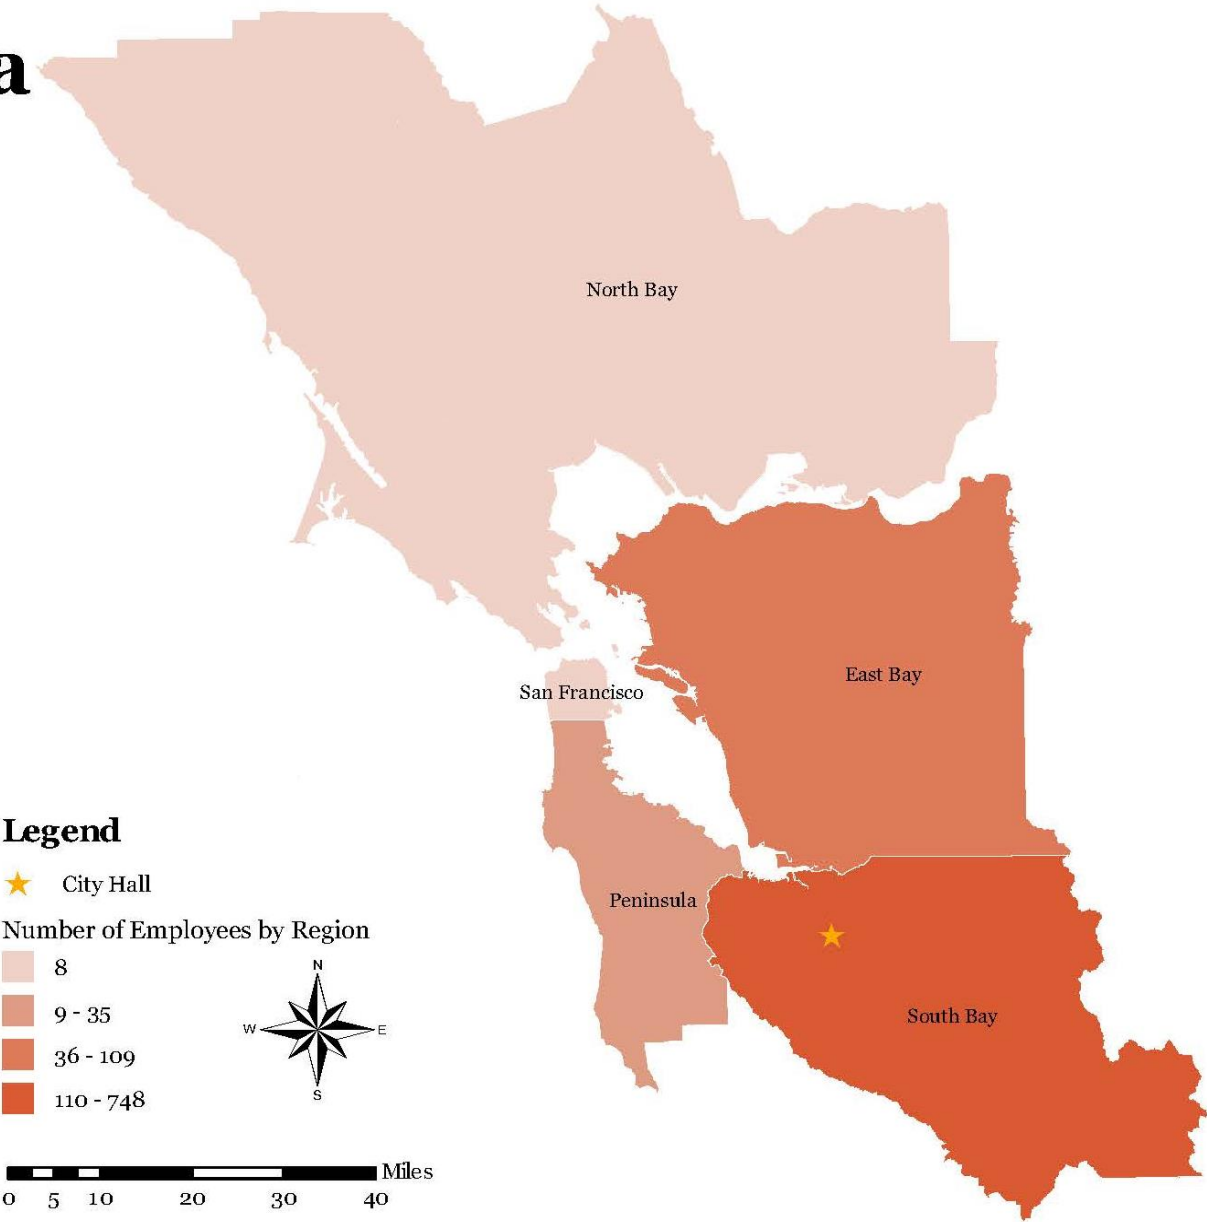 a
North Bay
East Bay
San Francisco
Peninsula
South Bay
Legend
City Hall
Number of Employees by Region
8
9 - 35
36 - 109
110 - 748
N
W E
S
Miles
0 5 10 20 30 40